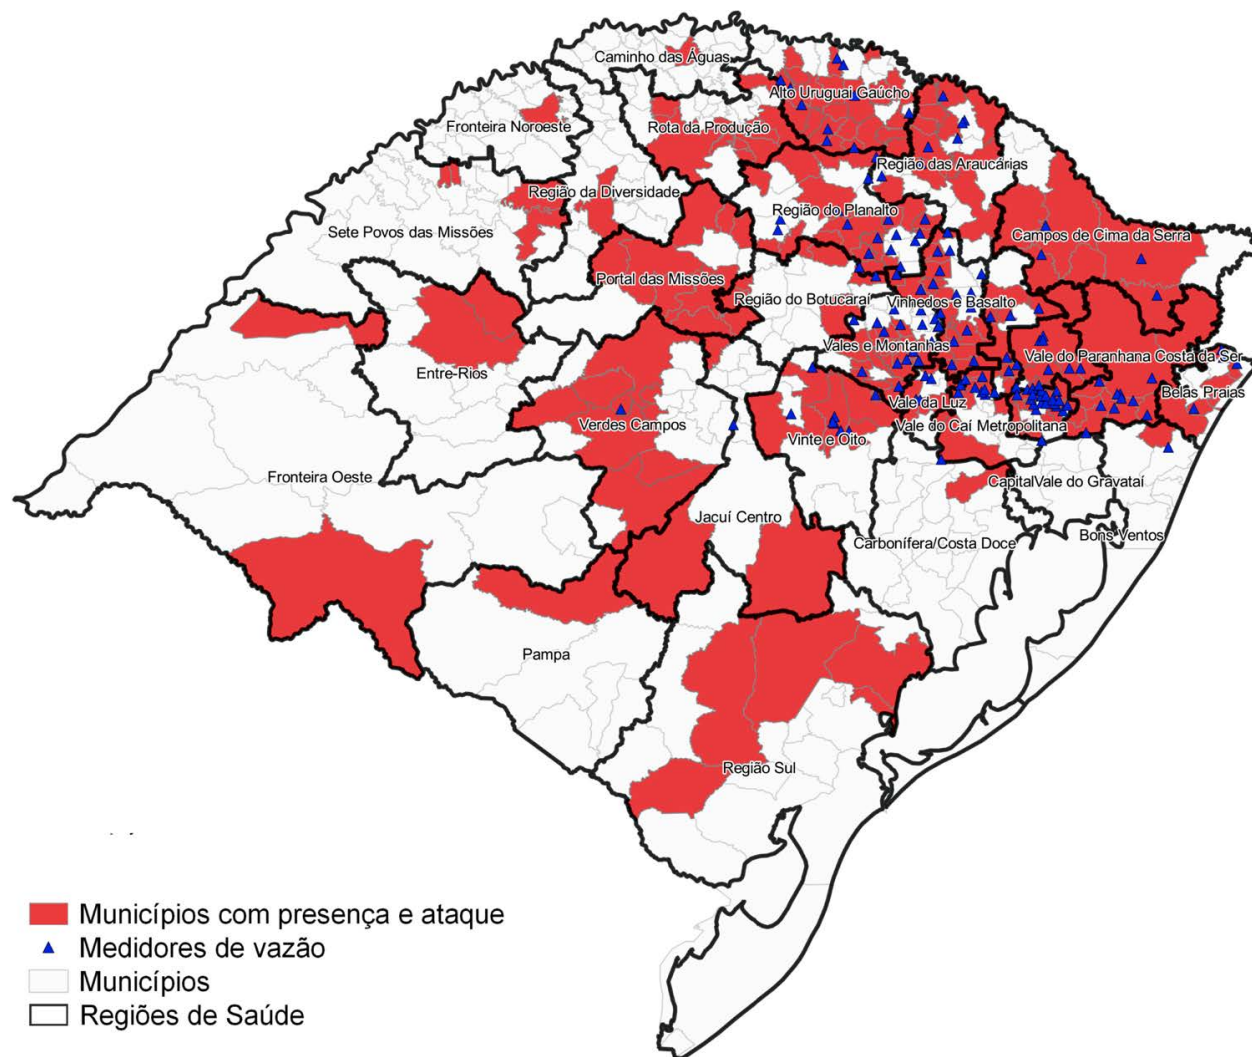 Caminho das Águas
Alto Uruguai Gaúcho
Fronteira Noroeste
Rota da Produção
Região das Araucárias
Região da Diversidade
Região do Planalto
Sete Povos das Missões
Campos de Cima da Serra
Portal das Missões
Região do Botucaraí
Vinhedos e Basalto
Vales e Montanhas
Vale do Paranhana Costa da Ser
Entre-Rios
Belas Praias
Vale da Luz
Verdes Campos
Vinte e Oito
Vale do Caí Metropolitana
Fronteira Oeste
CapitalVale do Gravataí
Jacuí Centro
Carbonífera/Costa Doce
Bons Ventos
Pampa
Região Sul
Municípios com presença e ataque
Medidores de vazão
Municípios
Regiões de Saúde